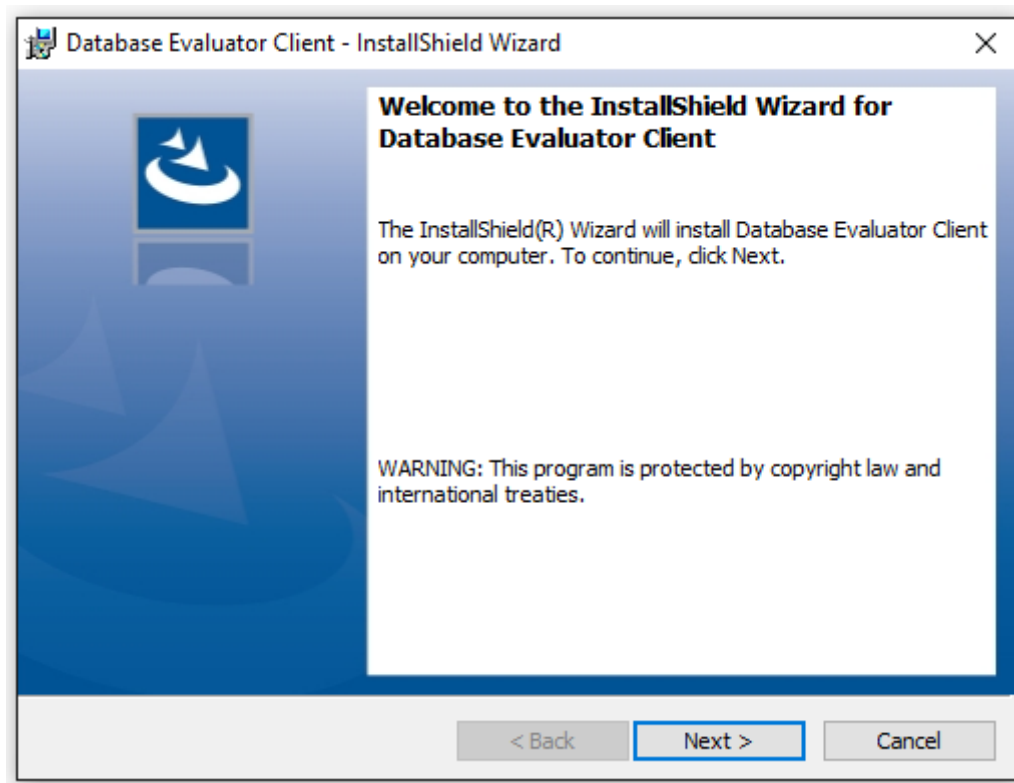 Database Evaluator Client - InstallShield Wizard
Welcome to the InstallShield Wizard for
Database Evaluator Client
The InstallShield(R) Wizard will install Database Evaluator Client
on your computer. To continue, click Next.
WARNING: This program is protected by copyright law and
international treaties.
< Back
Next >
Cancel